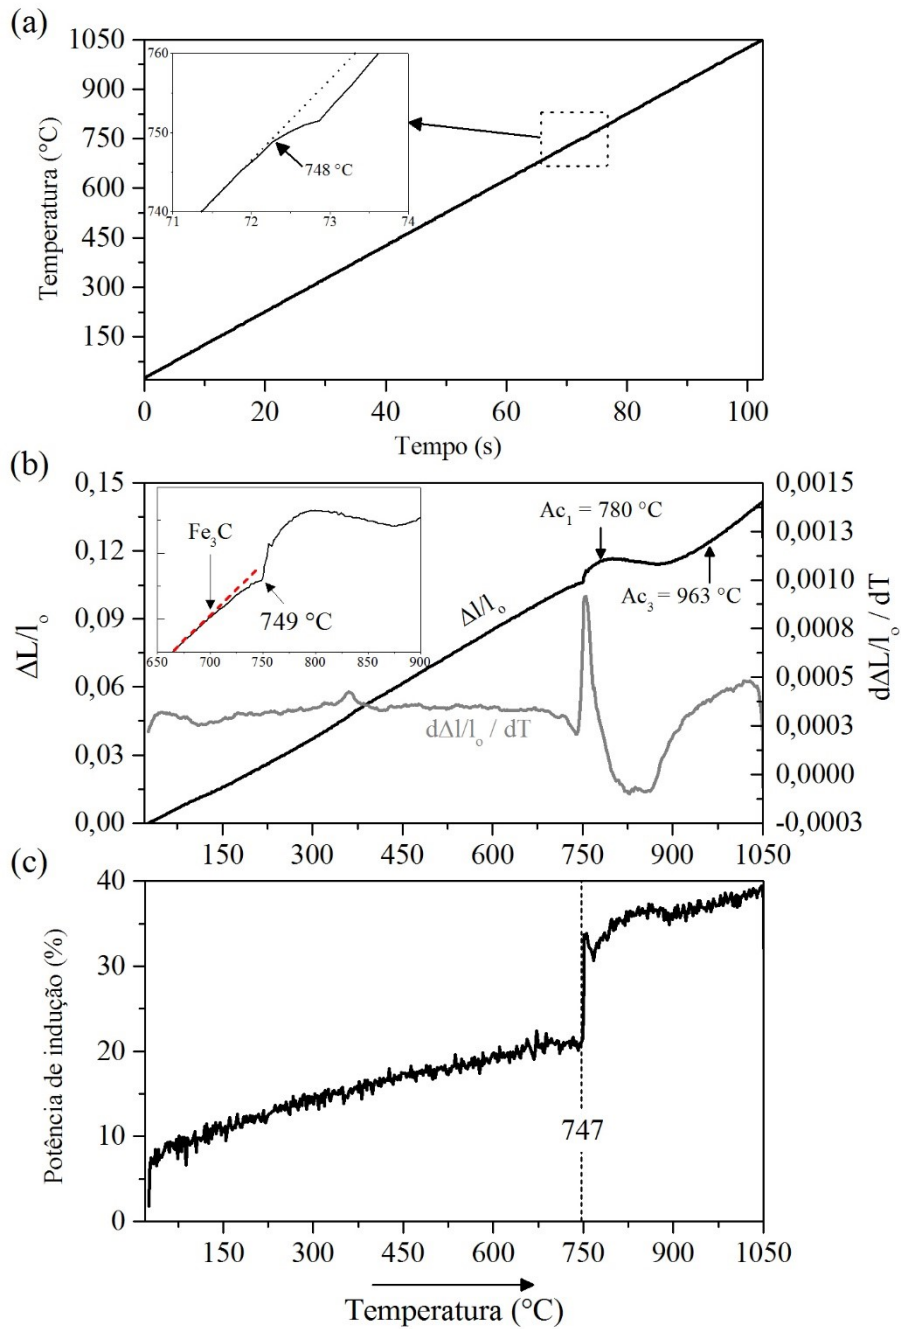 (a)
1050
900
750
600
450
300
150
Temperatura (°C)
760
750
740
748 °C
71 72 73 74
0 20 40 60 80 100
Tempo (s)
(b)
0,15
0,12
0,09
0,06
0,03
0,00
ΔL/l₀
0,0015
0,0013
0,0010
0,0008
0,0005
0,0003
0,0000
-0,0003
dΔL/l₀ / dT
Fe₃C
749 °C
650 700 750 800 850 900
Ac₁ = 780 °C
Δl/l₀
Ac₃ = 963 °C
dΔl/l₀ / dT
150 300 450 600 750 900 1050
(c)
40
30
20
10
0
Potência de indução (%)
747
150 300 450 600 750 900 1050
Temperatura (°C)